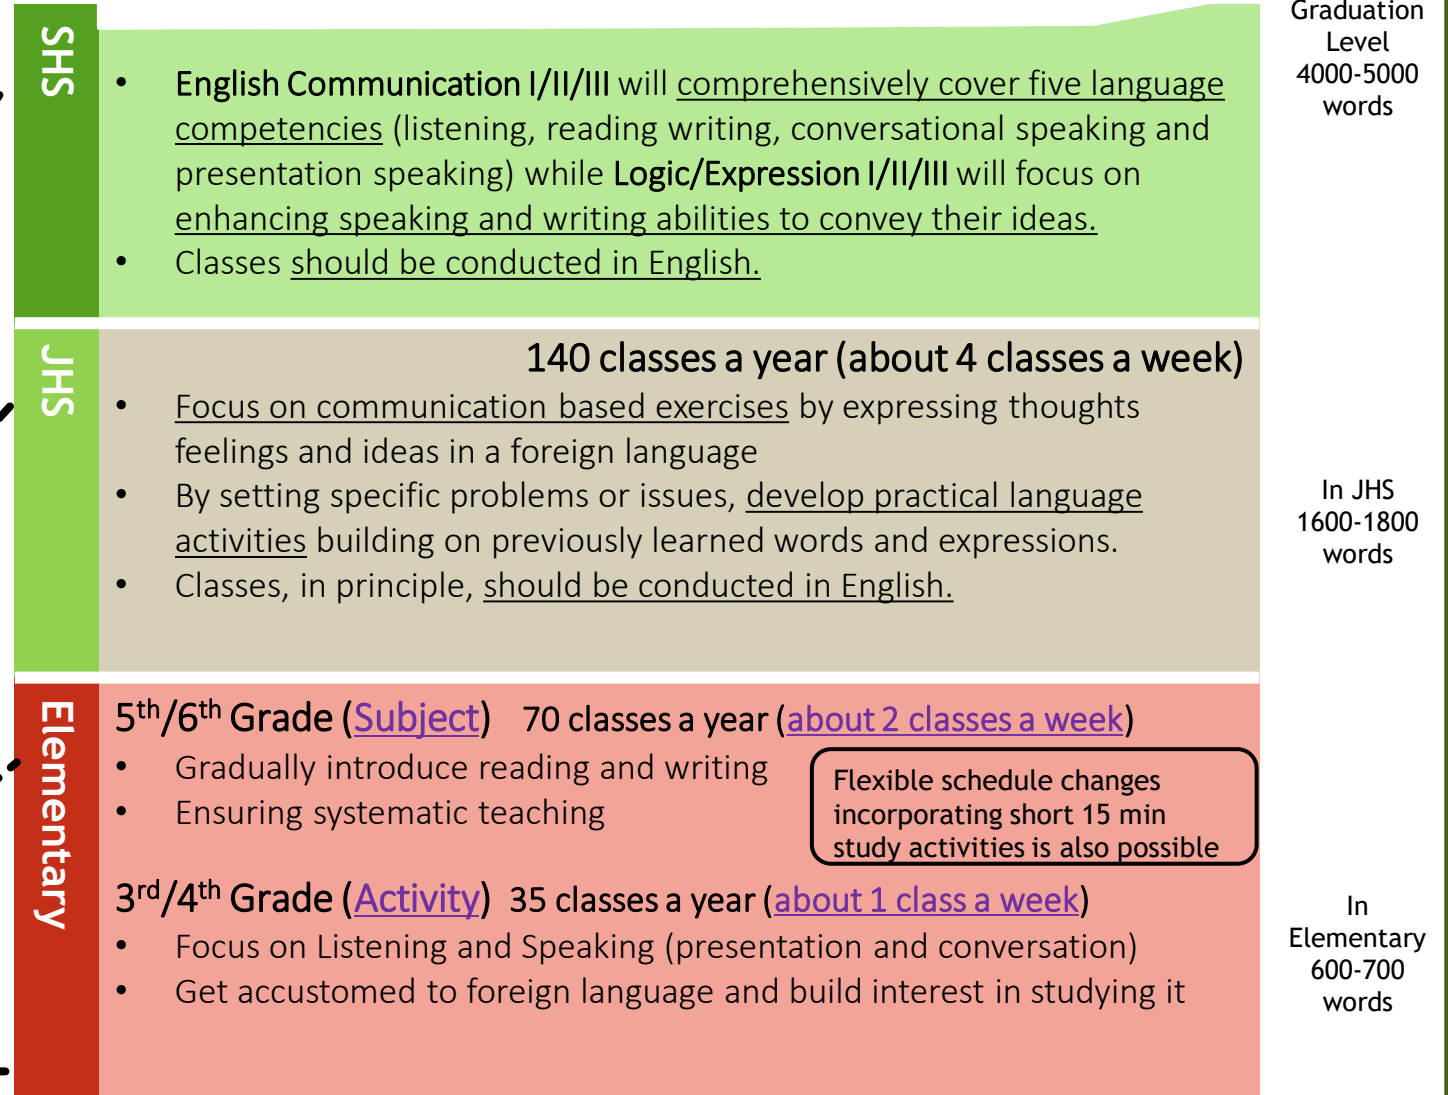 SHS
• English Communication I/II/III will comprehensively cover five language
competencies (listening, reading writing, conversational speaking and
presentation speaking) while Logic/Expression I/II/III will focus on
enhancing speaking and writing abilities to convey their ideas.
• Classes should be conducted in English.
Graduation
Level
4000-5000
words
JHS
140 classes a year (about 4 classes a week)
• Focus on communication based exercises by expressing thoughts
feelings and ideas in a foreign language
• By setting specific problems or issues, develop practical language
activities building on previously learned words and expressions.
• Classes, in principle, should be conducted in English.
In JHS
1600-1800
words
Elementary
5th/6th Grade (Subject) 70 classes a year (about 2 classes a week)
• Gradually introduce reading and writing
• Ensuring systematic teaching
Flexible schedule changes
incorporating short 15 min
study activities is also possible
3rd/4th Grade (Activity) 35 classes a year (about 1 class a week)
• Focus on Listening and Speaking (presentation and conversation)
• Get accustomed to foreign language and build interest in studying it
In
Elementary
600-700
words